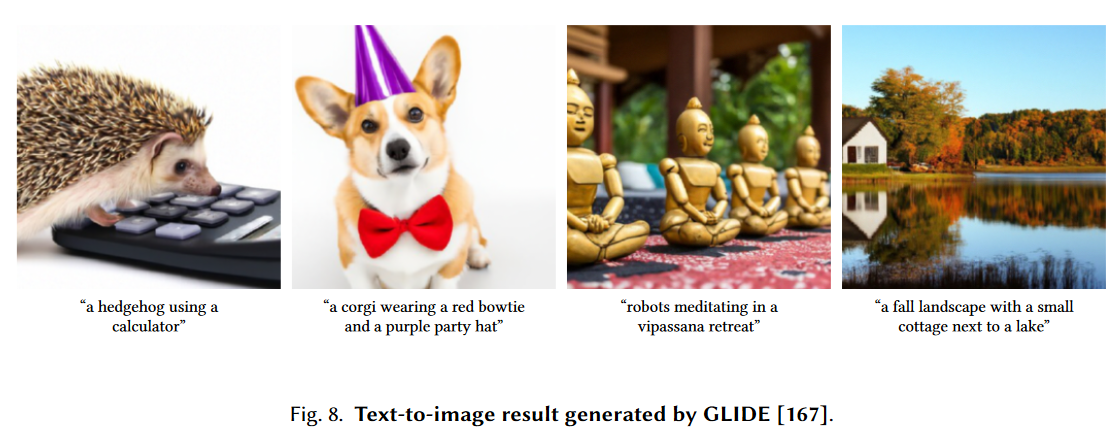 “a hedgehog using a
calculator”
“a corgi wearing a red bowtie
and a purple party hat”
“robots meditating in a
vipassana retreat”
“a fall landscape with a small
cottage next to a lake”
Fig. 8. Text-to-image result generated by GLIDE [167].